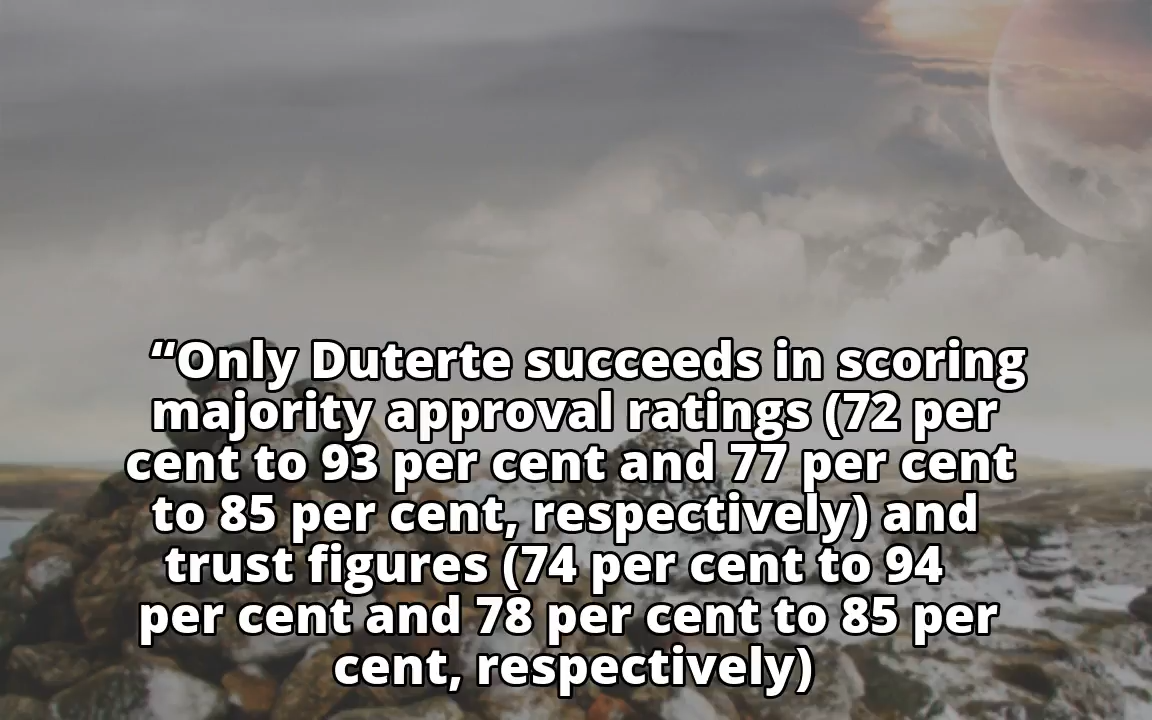 “Only Duterte succeeds in scoring
majority approval ratings (72 per
cent to 93 per cent and 77 per cent
to 85 per cent, respectively) and
trust figures (74 per cent to 94
per cent and 78 per cent to 85 per
cent, respectively)